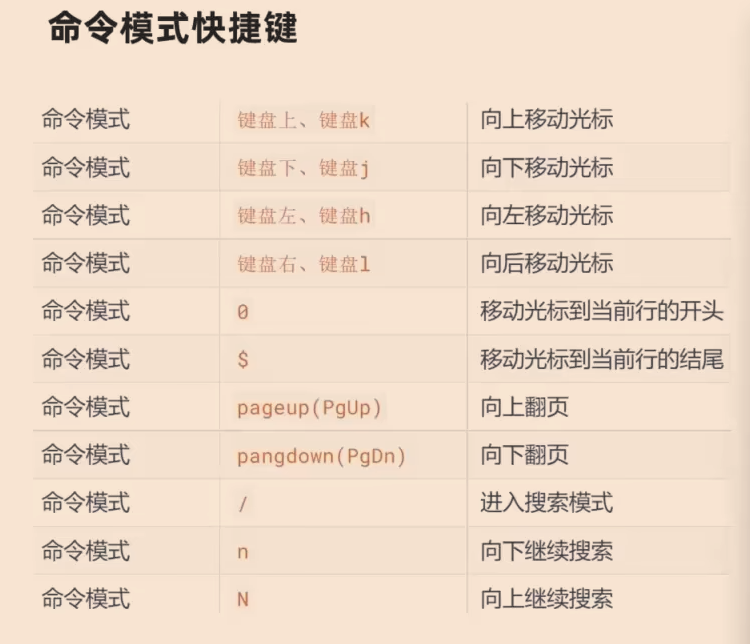 命令模式快捷键
命令模式 键盘上、键盘k 向上移动光标
命令模式 键盘下、键盘j 向下移动光标
命令模式 键盘左、键盘h 向左移动光标
命令模式 键盘右、键盘l 向后移动光标
命令模式 0 移动光标到当前行的开头
命令模式 $ 移动光标到当前行的结尾
命令模式 pageup(PgUp) 向上翻页
命令模式 pangdown(PgDn) 向下翻页
命令模式 / 进入搜索模式
命令模式 n 向下继续搜索
命令模式 N 向上继续搜索